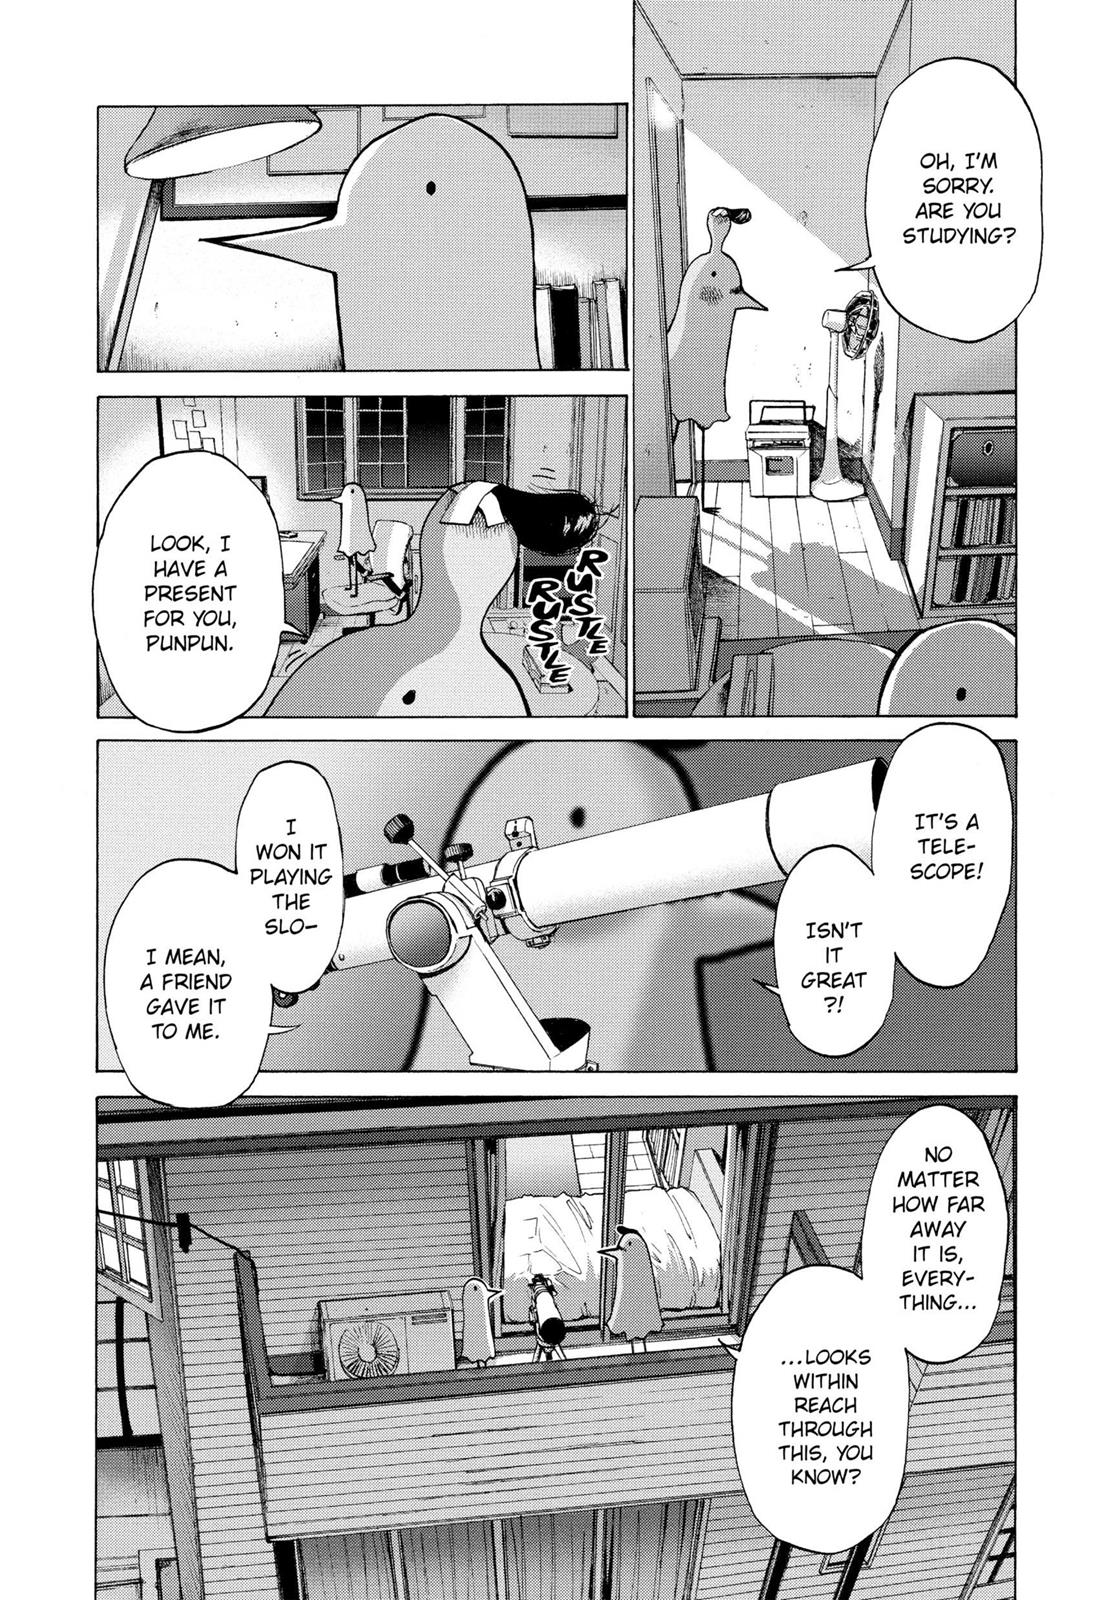 OH, I'M
SORRY.
ARE YOU
STUDYING?
LOOK, I
HAVE A
PRESENT
FOR YOU,
PUNPUN.
RUSTLE
RUSTLE
IT'S A
TELE-
SCOPE!
ISN'T
IT
GREAT
?!
I
WON IT
PLAYING
THE
SLO-
I MEAN,
A FRIEND
GAVE IT
TO ME.
NO
MATTER
HOW FAR
AWAY
IT IS,
EVERY-
THING...
...LOOKS
WITHIN
REACH
THROUGH
THIS, YOU
KNOW?